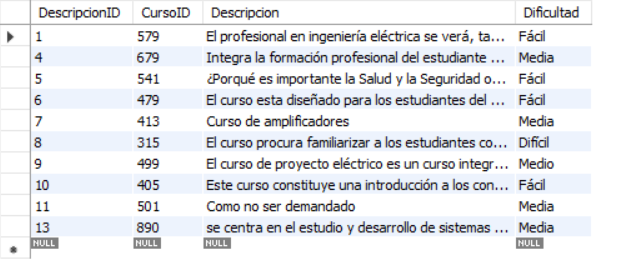 DescripcionID CursoID Descripcion Dificultad
1 579 El profesional en ingeniería eléctrica se verá, ta... Fácil
4 679 Integra la formación profesional del estudiante ... Media
5 541 ¿Porqué es importante la Salud y la Seguridad o... Fácil
6 479 El curso esta diseñado para los estudiantes del ... Fácil
7 413 Curso de amplificadores Media
8 315 El curso procura familiarizar a los estudiantes co... Difícil
9 499 El curso de proyecto eléctrico es un curso integr... Medio
10 405 Este curso constituye una introducción a los con... Fácil
11 501 Como no ser demandado Media
13 890 se centra en el estudio y desarrollo de sistemas ... Media
NULL NULL NULL NULL